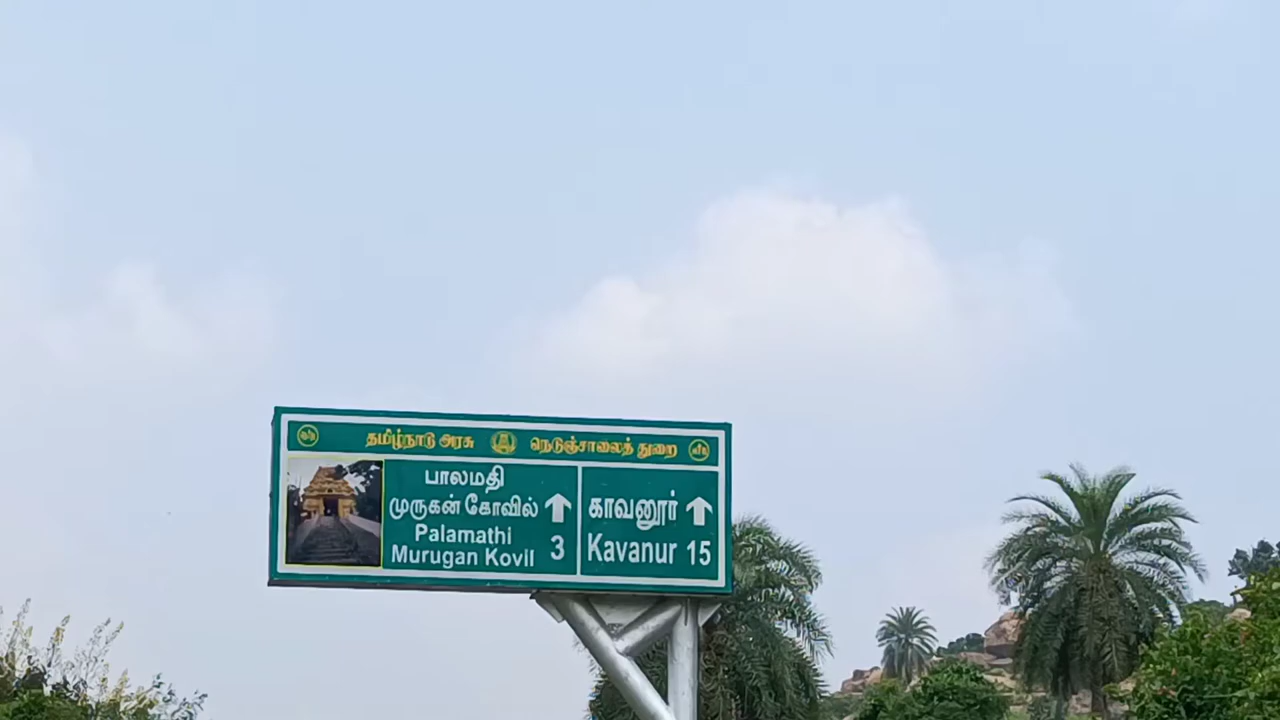 தமிழ்நாடு அரசு நெடுஞ்சாலைத் துறை
பாலமதி
முருகன் கோவில்
Palamathi
Murugan Kovil 3
காவனூர்
Kavanur 15